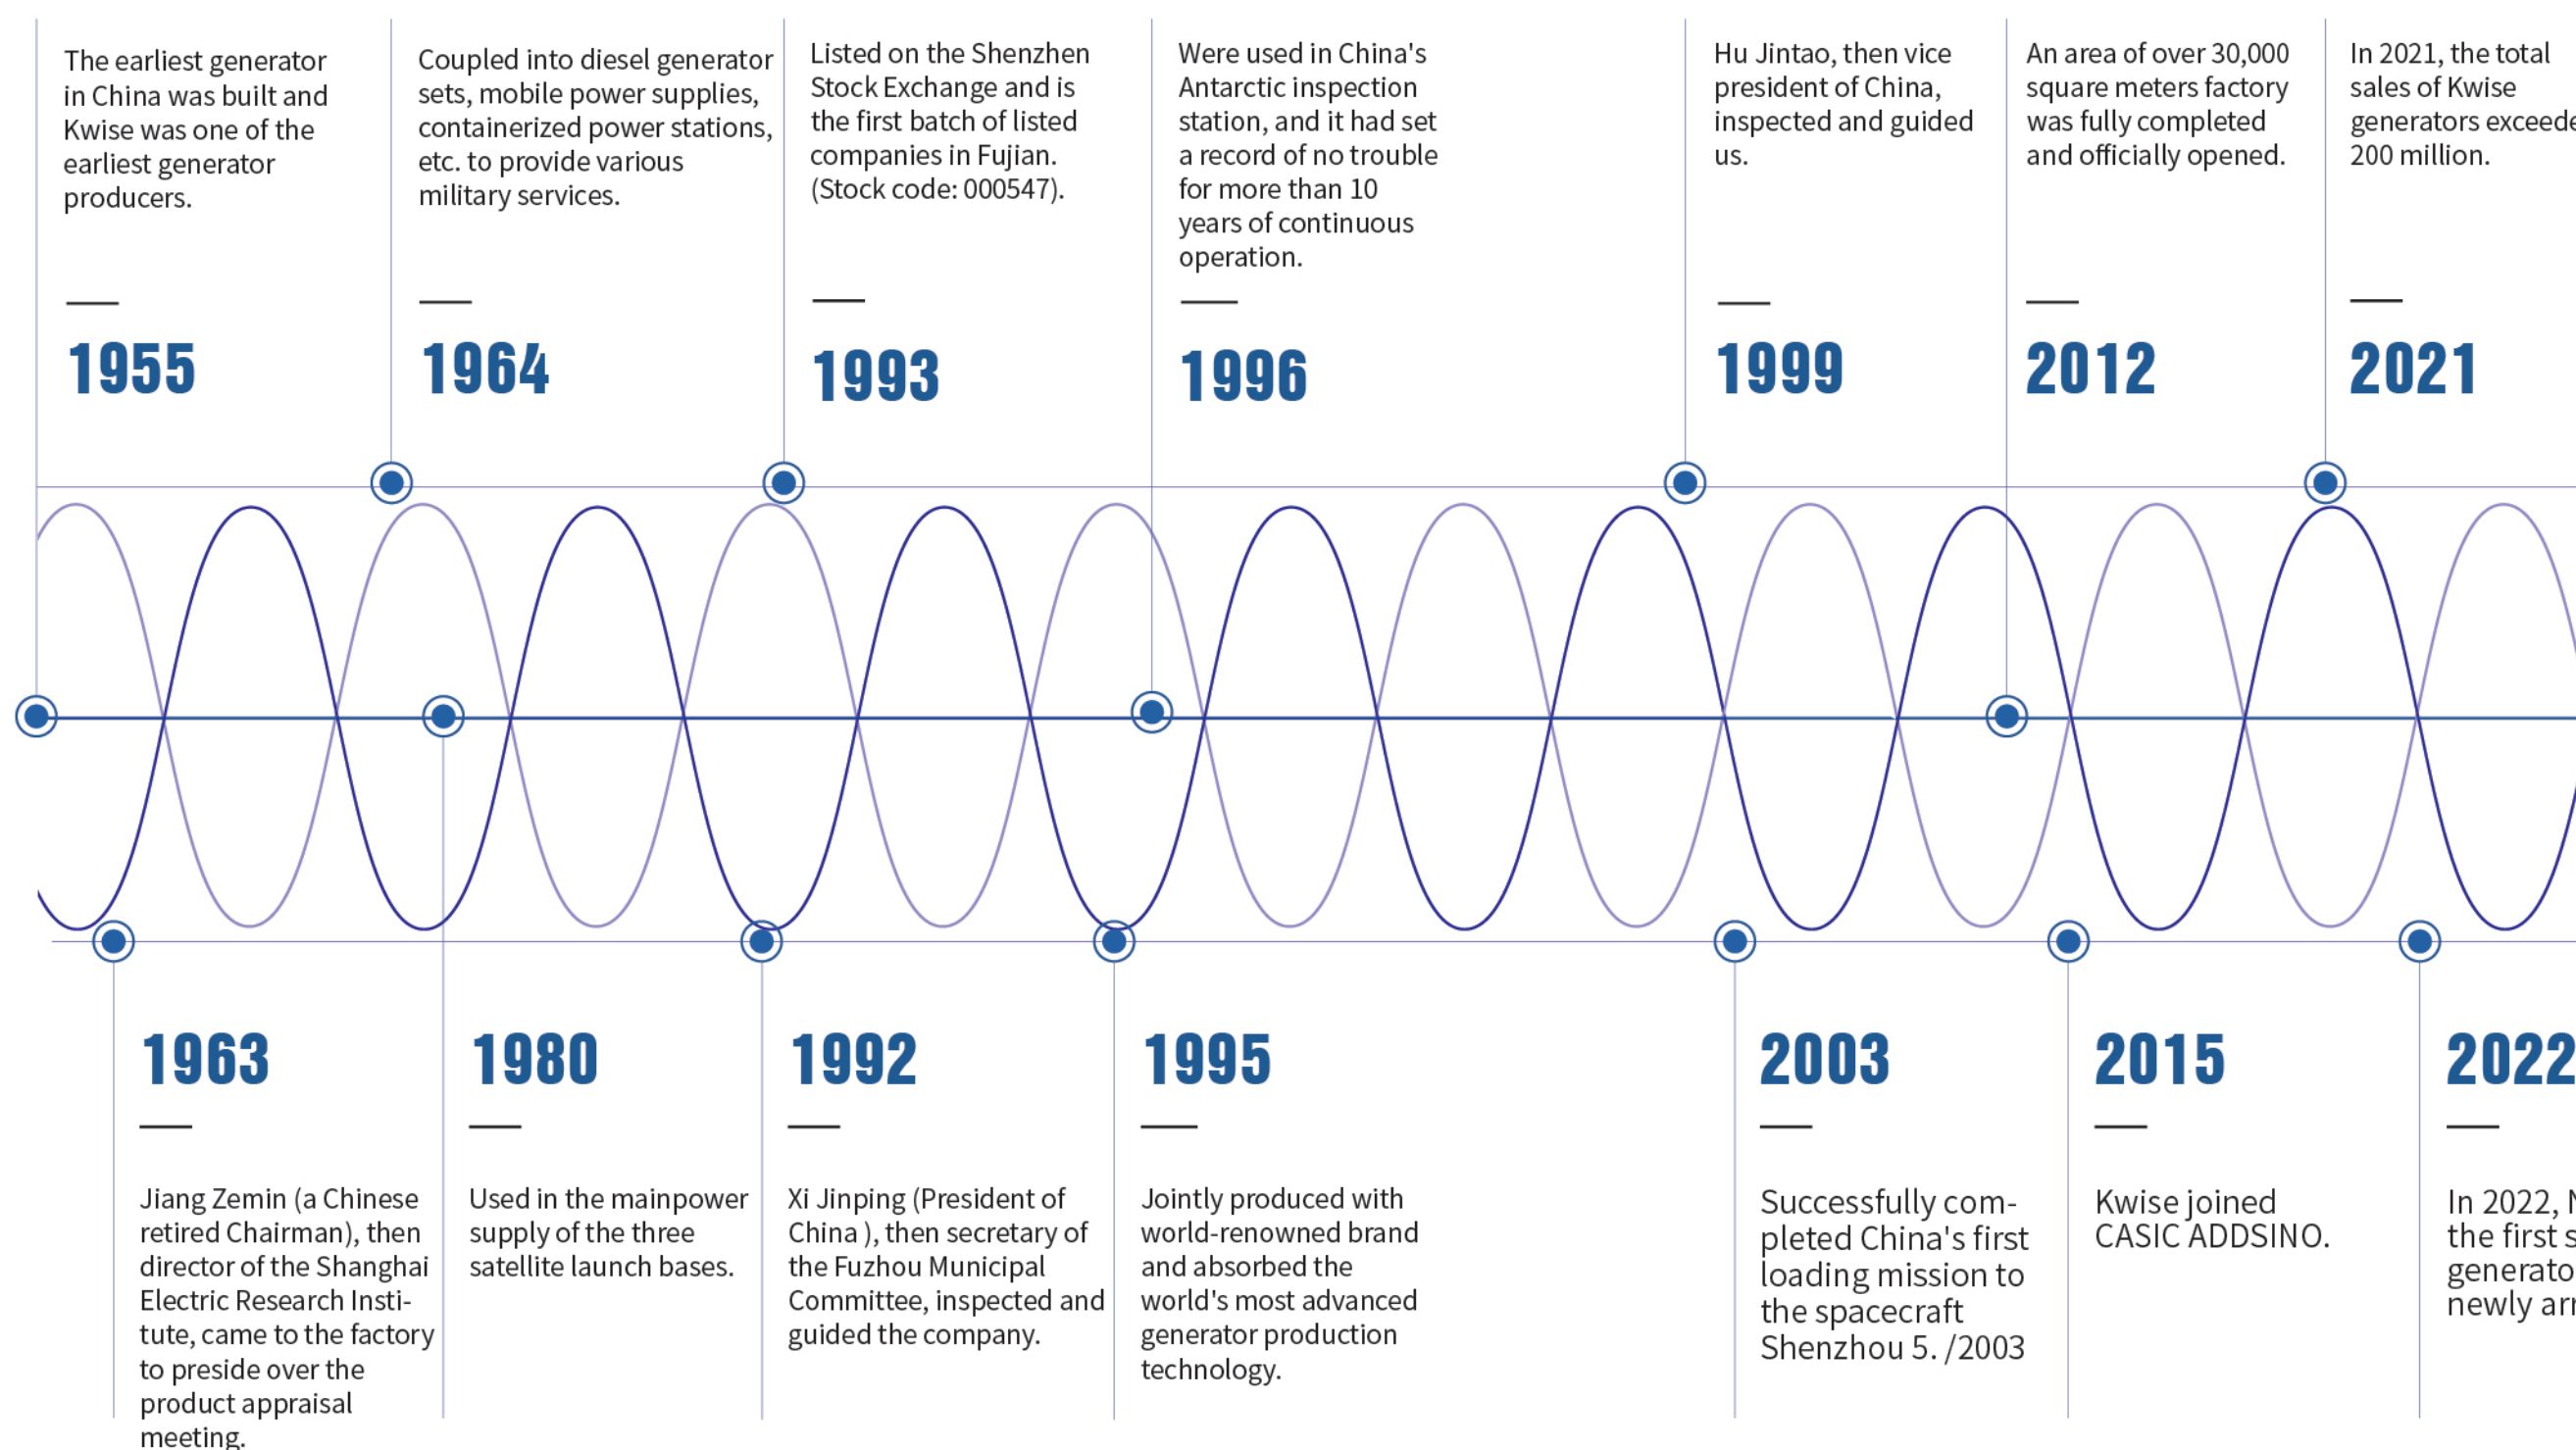 The earliest generator
in China was built and
Kwise was one of the
earliest generator
producers.
1955
Coupled into diesel generator
sets, mobile power supplies,
containerized power stations,
etc. to provide various
military services.
1964
Listed on the Shenzhen
Stock Exchange and is
the first batch of listed
companies in Fujian.
(Stock code: 000547).
1993
Were used in China's
Antarctic inspection
station, and it had set
a record of no trouble
for more than 10
years of continuous
operation.
1996
Hu Jintao, then vice
president of China,
inspected and guided
us.
1999
An area of over 30,000
square meters factory
was fully completed
and officially opened.
2012
In 2021, the total
sales of Kwise
generators
200 million.
2021
1963
Jiang Zemin (a Chinese
retired Chairman), then
director of the Shanghai
Electric Research Insti-
tute, came to the factory
to preside over the
product appraisal
meeting.
1980
Used in the mainpower
supply of the three
satellite launch bases.
1992
Xi Jinping (President of
China ), then secretary of
the Fuzhou Municipal
Committee, inspected and
guided the company.
1995
Jointly produced with
world-renowned brand
and absorbed the
world's most advanced
generator production
technology.
2003
Successfully com-
pleted China's first
loading mission to
the spacecraft
Shenzhou 5. /2003
2015
Kwise joined
CASIC ADDSINO.
2022
In 2022,
the first
newly